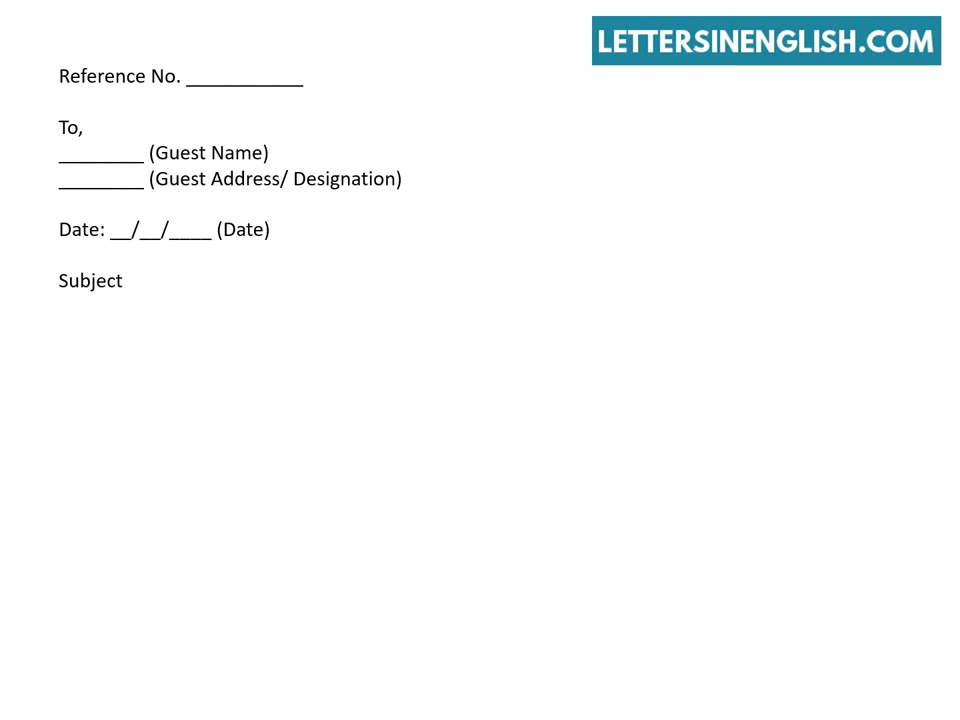 LETTERSINENGLISH.COM
Reference No. ___________
To,
________ (Guest Name)
________ (Guest Address/ Designation)
Date: __/__/____ (Date)
Subject